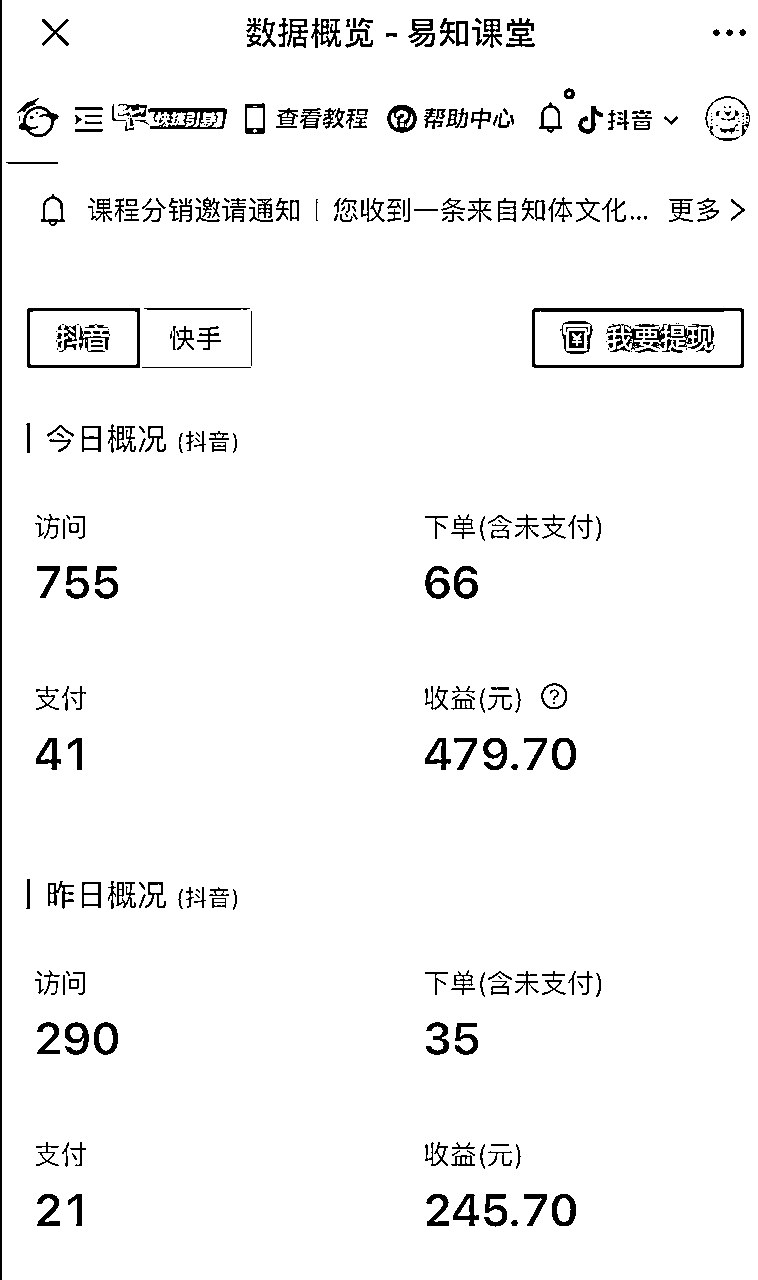 数据概览 - 易知课堂
快捷引导 查看教程 帮助中心 抖音
课程分销邀请通知 | 您收到一条来自知体文化... 更多
抖音 快手 我要提现
今日概况 (抖音)
访问 下单(含未支付)
755 66
支付 收益(元)
41 479.70
昨日概况 (抖音)
访问 下单(含未支付)
290 35
支付 收益(元)
21 245.70